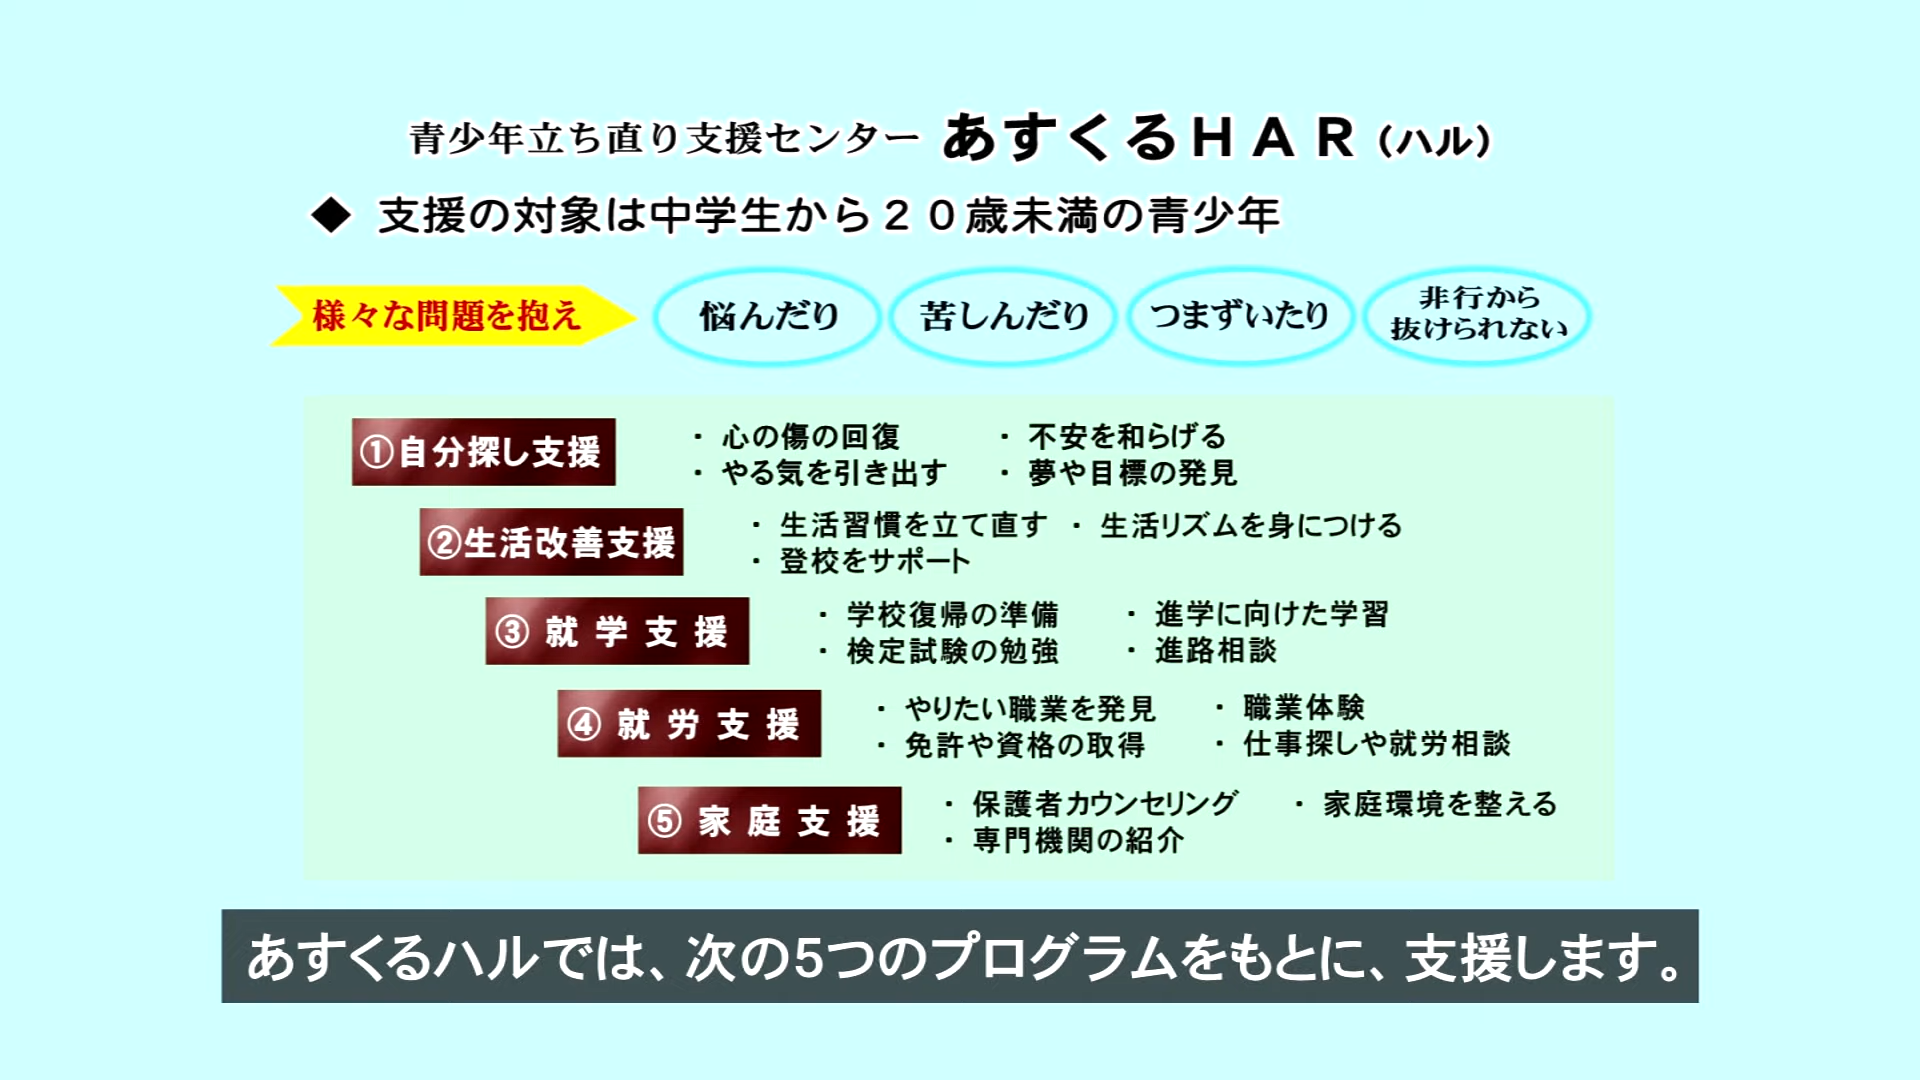 青少年立ち直り支援センター あすくるHAR（ハル）
◆ 支援の対象は中学生から20歳未満の青少年
様々な問題を抱え 悩んだり 苦しんだり つまずいたり 非行から
抜けられない
①自分探し支援
・ 心の傷の回復 ・ 不安を和らげる
・ やる気を引き出す ・ 夢や目標の発見
②生活改善支援
・ 生活習慣を立て直す ・ 生活リズムを身につける
・ 登校をサポート
③就学支援
・ 学校復帰の準備 ・ 進学に向けた学習
・ 検定試験の勉強 ・ 進路相談
④就労支援
・ やりたい職業を発見 ・ 職業体験
・ 免許や資格の取得 ・ 仕事探しや就労相談
⑤家庭支援
・ 保護者カウンセリング ・ 家庭環境を整える
・ 専門機関の紹介
あすくるハルでは、次の5つのプログラムをもとに、支援します。